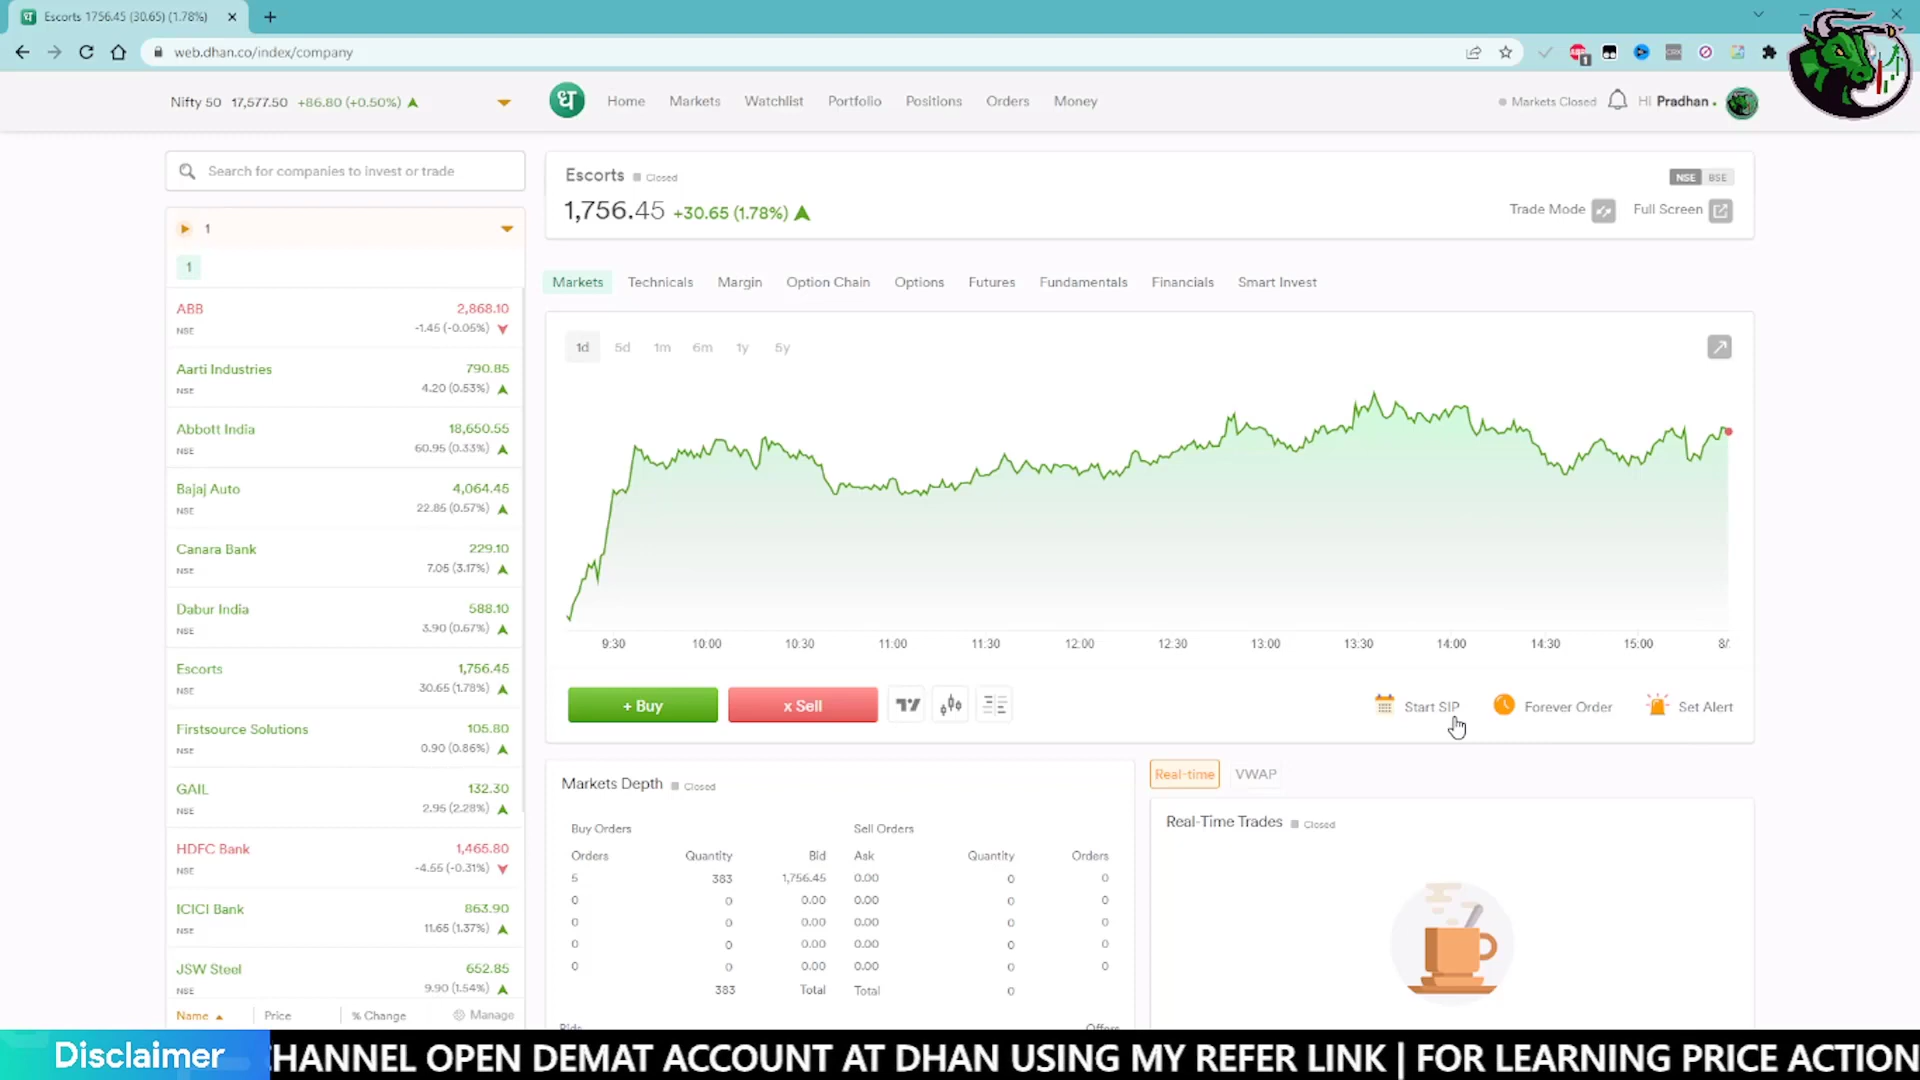 Escorts 1756.45 (30.65) (1.78%)
web.dhan.co/index/company
Nifty 50 17,577.50 +86.80 (+0.50%)
ध
Home Markets Watchlist Portfolio Positions Orders Money
Markets Closed
Hi Pradhan
Search for companies to invest or trade
1
1
ABB 2,868.10
NSE -1.45 (-0.05%)
Aarti Industries 790.85
NSE 4.20 (0.53%)
Abbott India 18,650.55
NSE 60.95 (0.33%)
Bajaj Auto 4,064.45
NSE 22.85 (0.57%)
Canara Bank 229.10
NSE 7.05 (3.17%)
Dabur India 588.10
NSE 3.90 (0.67%)
Escorts 1,756.45
NSE 30.65 (1.78%)
Firstsource Solutions 105.80
NSE 0.90 (0.86%)
GAIL 132.30
NSE 2.95 (2.28%)
HDFC Bank 1,465.80
NSE -4.55 (-0.31%)
ICICI Bank 863.90
NSE 11.65 (1.37%)
JSW Steel 652.85
NSE 9.90 (1.54%)
Name Price % Change Manage
Escorts Closed
NSE BSE
1,756.45 +30.65 (1.78%)
Trade Mode Full Screen
Markets Technicals Margin Option Chain Options Futures Fundamentals Financials Smart Invest
1d 5d 1m 6m 1y 5y
9:30 10:00 10:30 11:00 11:30 12:00 12:30 13:00 13:30 14:00 14:30 15:00 8/
+ Buy x Sell
Start SIP Forever Order Set Alert
Markets Depth Closed
Buy Orders Sell Orders
Orders Quantity Bid Ask Quantity Orders
5 383 1,756.45 0.00 0 0
0 0 0.00 0.00 0 0
0 0 0.00 0.00 0 0
0 0 0.00 0.00 0 0
0 0 0.00 0.00 0 0
383 Total Total 0
Bids Offers
Real-time VWAP
Real-Time Trades Closed
Disclaimer
HANNEL OPEN DEMAT ACCOUNT AT DHAN USING MY REFER LINK | FOR LEARNING PRICE ACTION